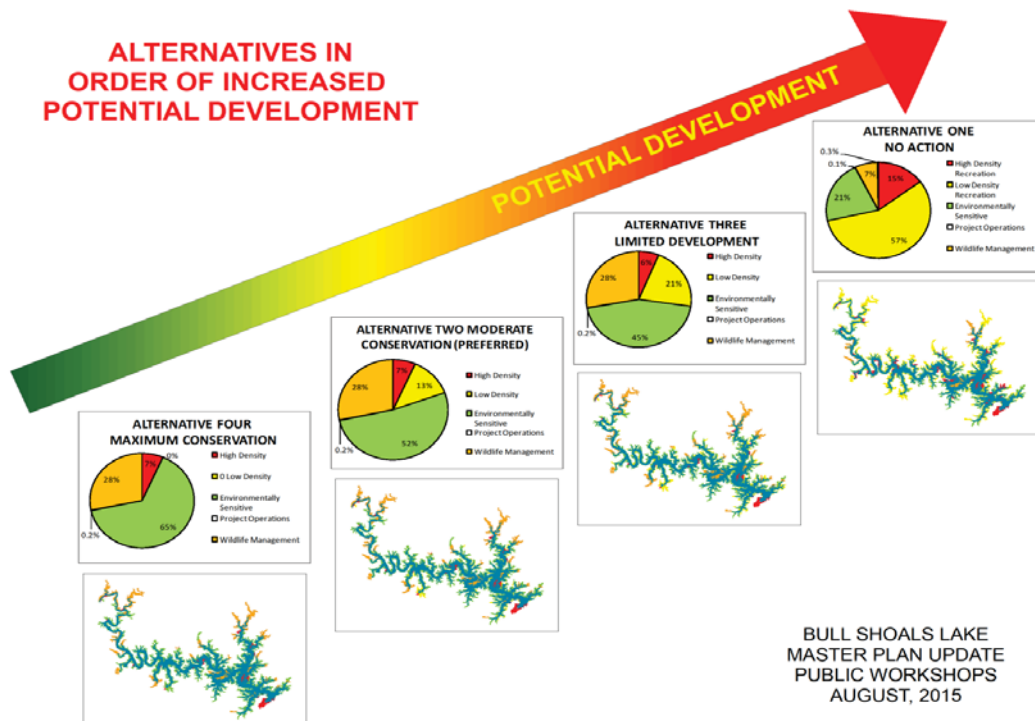 ALTERNATIVES IN
ORDER OF INCREASED
POTENTIAL DEVELOPMENT
POTENTIAL DEVELOPMENT
ALTERNATIVE FOUR
MAXIMUM CONSERVATION
7%
0%
65%
0.2%
28%
High Density
0 Low Density
Environmentally
Sensitive
Project Operations
Wildlife Management
ALTERNATIVE TWO MODERATE
CONSERVATION (PREFERRED)
7%
13%
52%
0.2%
28%
High Density
Low Density
Environmentally
Sensitive
Project Operations
Wildlife Management
ALTERNATIVE THREE
LIMITED DEVELOPMENT
6%
21%
45%
0.2%
28%
High Density
Low Density
Environmentally
Sensitive
Project Operations
Wildlife Management
ALTERNATIVE ONE
NO ACTION
0.3%
0.1%
7%
15%
21%
57%
High Density
Recreation
Low Density
Recreation
Environmentally
Sensitive
Project Operations
Wildlife Management
BULL SHOALS LAKE
MASTER PLAN UPDATE
PUBLIC WORKSHOPS
AUGUST, 2015